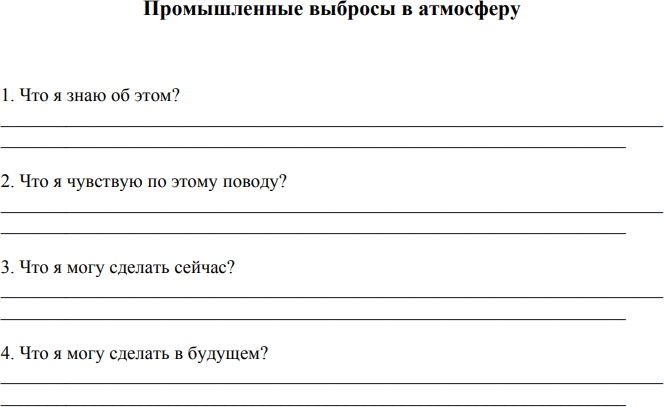 Промышленные выбросы в атмосферу
1. Что я знаю об этом?
2. Что я чувствую по этому поводу?
3. Что я могу сделать сейчас?
4. Что я могу сделать в будущем?